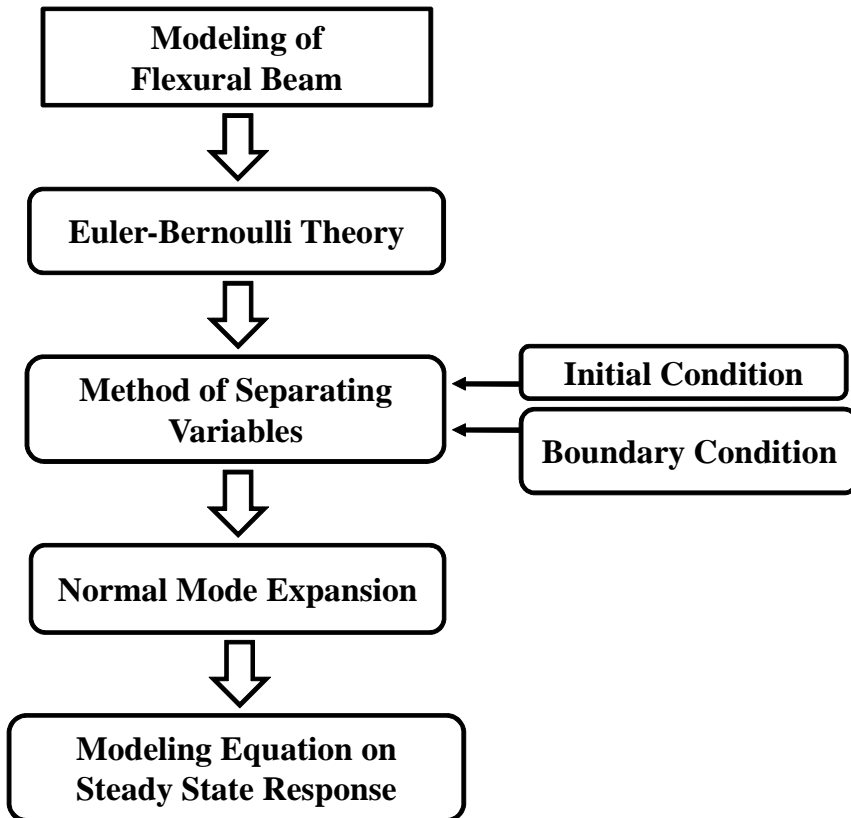 Modeling of
Flexural Beam
Euler-Bernoulli Theory
Method of Separating
Variables
Initial Condition
Boundary Condition
Normal Mode Expansion
Modeling Equation on
Steady State Response